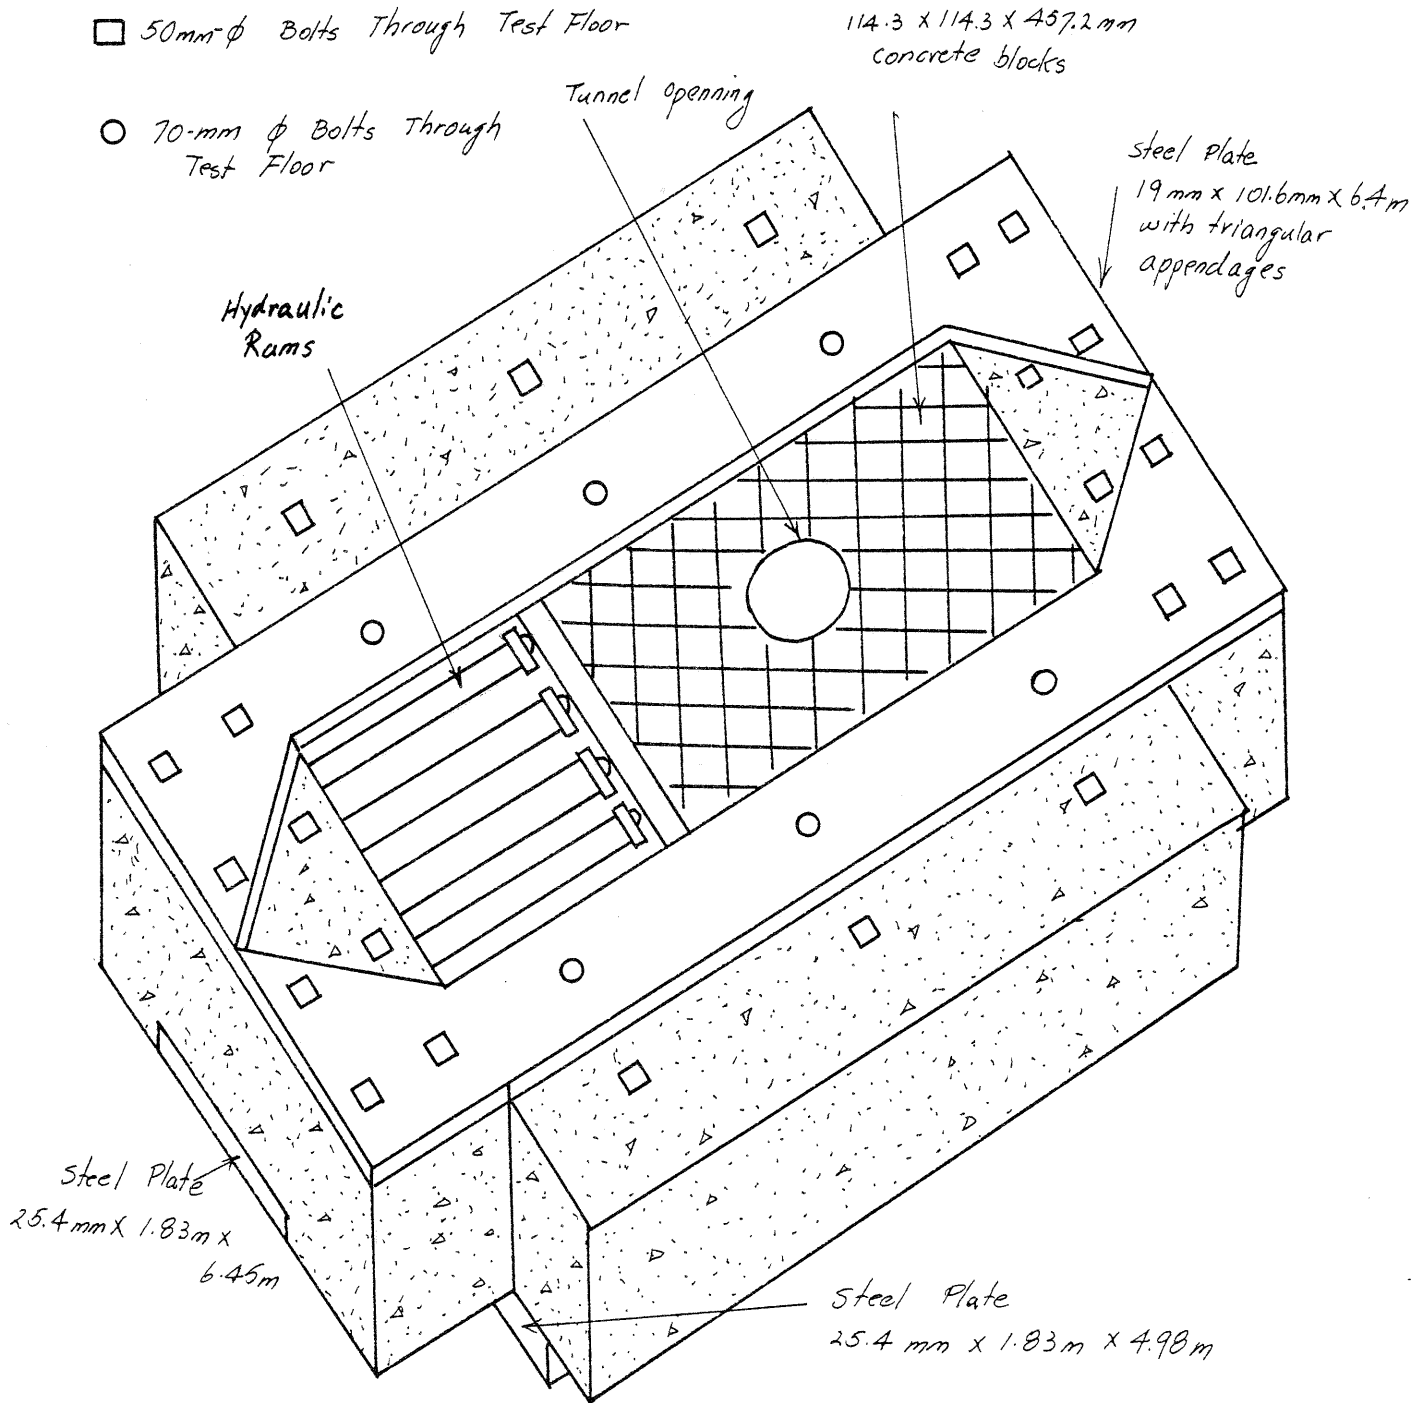 50mm-φ Bolts Through Test Floor
70-mm φ Bolts Through
Test Floor
Tunnel Openning
114.3 x 114.3 x 457.2mm
concrete blocks
Steel Plate
19mm x 101.6mm x 6.4m
with triangular
appendages
Hydraulic
Rams
Steel Plate
25.4mm x 1.83m x
6.45m
Steel Plate
25.4 mm x 1.83m x 4.98m